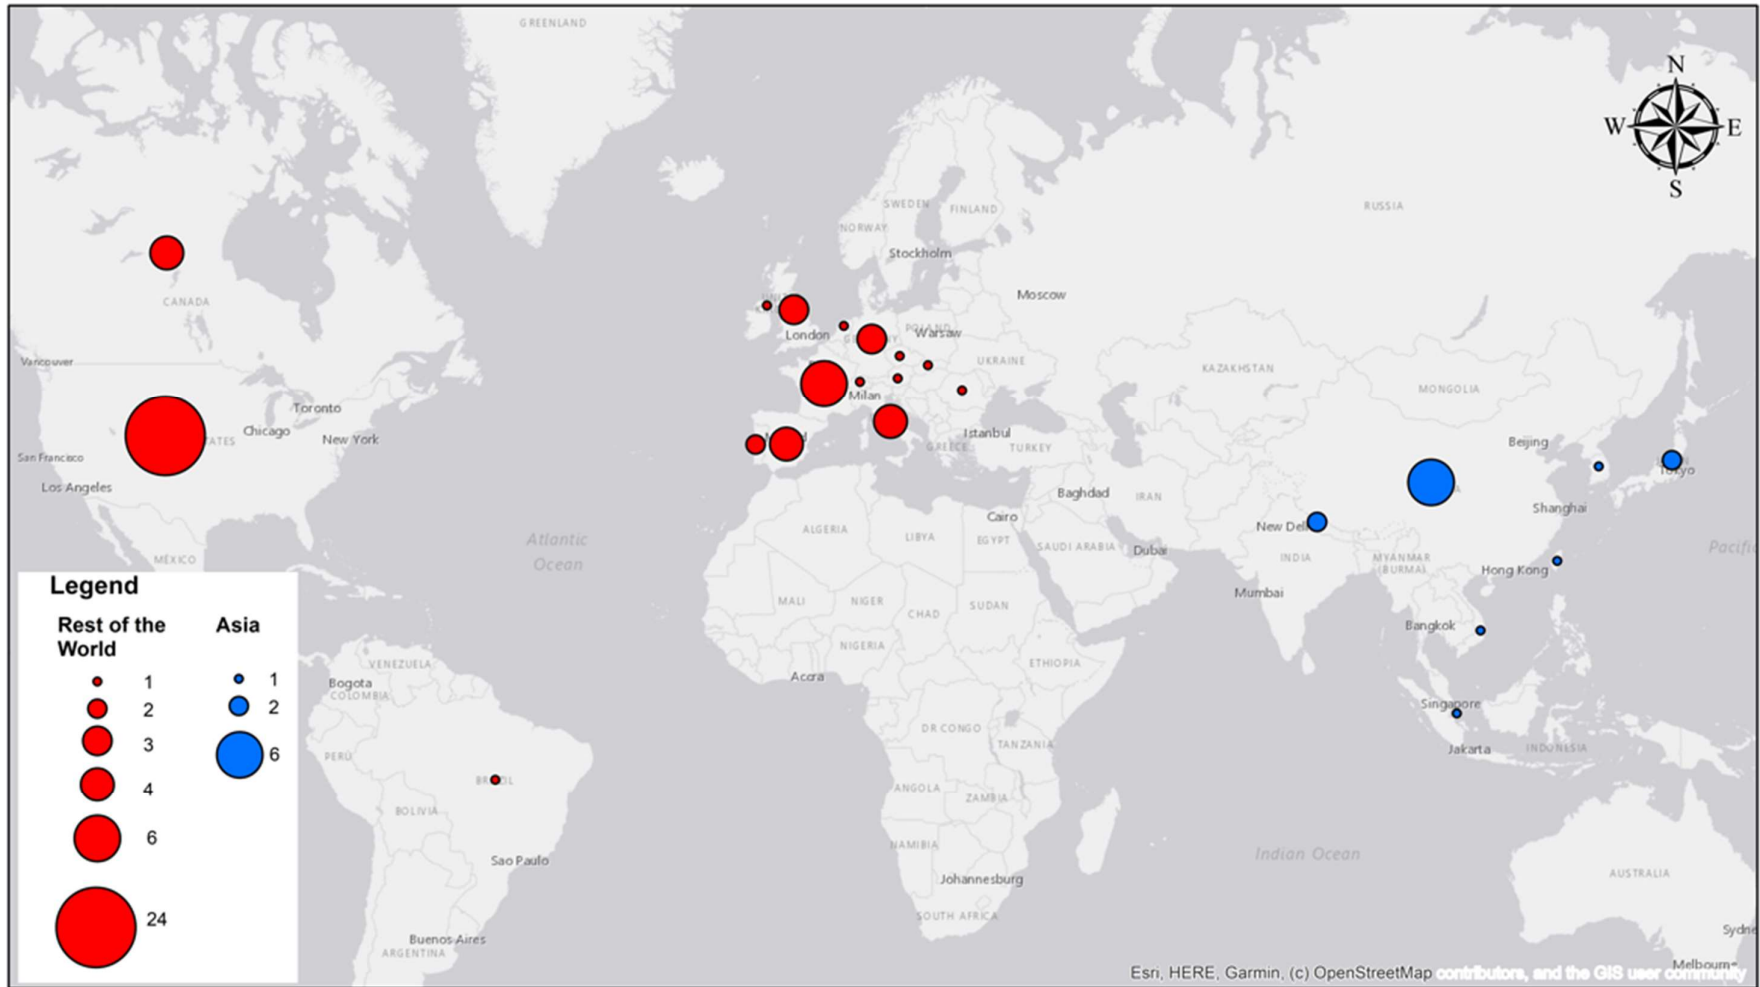 GREENLAND
N
W
E
S
RUSSIA
SWEDEN
FINLAND
NORWAY
Stockholm
Moscow
CANADA
London
Warsaw
UKRAINE
Vancouver
KAZAKHSTAN
MONGOLIA
Milan
Toronto
Chicago
New York
Istanbul
GREECE
TURKEY
Beijing
San Francisco
Tokyo
Los Angeles
Baghdad
IRAN
Shanghai
Cairo
New Del
ALGERIA
LIBYA
EGYPT
SAUDI ARABIA
Dubai
Atlantic
Ocean
Pacific
MÉXICO
INDIA
MYANMAR
(BURMA)
Hong Kong
Mumbai
MALI
NIGER
CHAD
SUDAN
Bangkok
NIGERIA
ETHIOPIA
VENEZUELA
Accra
Bogota
COLOMBIA
Singapore
DR CONGO
TANZANIA
Jakarta
INDONESIA
PERÚ
ANGOLA
ZAMBIA
BOLIVIA
NAMIBIA
Indian Ocean
Sao Paulo
Johannesburg
AUSTRALIA
SOUTH AFRICA
Buenos Aires
ARGENTINA
Sydne
Melbourne
Legend
Rest of the
World
Asia
1
2
3
4
6
24
1
2
6
Esri, HERE, Garmin, (c) OpenStreetMap contributors, and the GIS user community